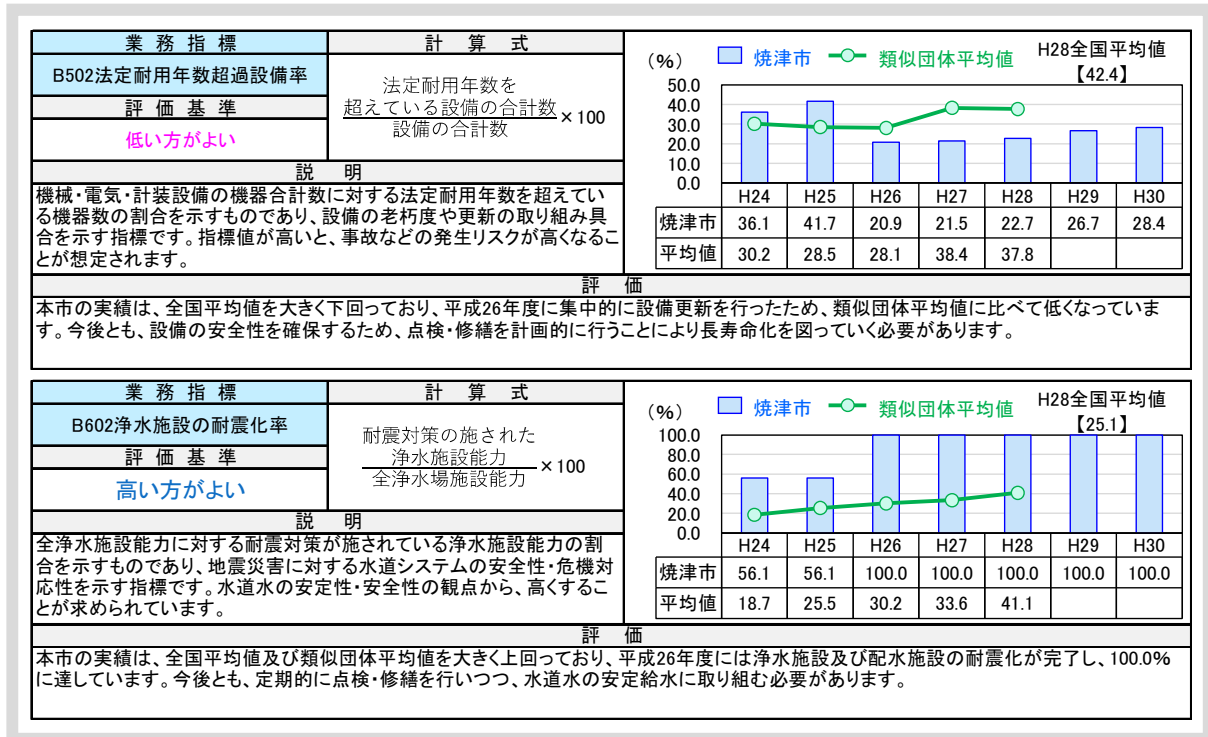 業務指標
計算式
B502法定耐用年数超過設備率
評価基準
低い方がよい
法定耐用年数を
超えている設備の合計数
設備の合計数
×100
説明
機械・電気・計装設備の機器合計数に対する法定耐用年数を超えてい
る機器数の割合を示すものであり、設備の老朽度や更新の取り組み具
合を示す指標です。指標値が高いと、事故などの発生リスクが高くなるこ
とが想定されます。
(%) 焼津市 類似団体平均値 H28全国平均値
【42.4】
50.0
40.0
30.0
20.0
10.0
0.0
H24 H25 H26 H27 H28 H29 H30
焼津市 36.1 41.7 20.9 21.5 22.7 26.7 28.4
平均値 30.2 28.5 28.1 38.4 37.8
評価
本市の実績は、全国平均値を大きく下回っており、平成26年度に集中的に設備更新を行ったため、類似団体平均値に比べて低くなっていま
す。今後とも、設備の安全性を確保するため、点検・修繕を計画的に行うことにより長寿命化を図っていく必要があります。
業務指標
計算式
B602浄水施設の耐震化率
評価基準
高い方がよい
耐震対策の施された
浄水施設能力
全浄水場施設能力
×100
説明
全浄水施設能力に対する耐震対策が施されている浄水施設能力の割
合を示すものであり、地震災害に対する水道システムの安全性・危機対
応性を示す指標です。水道水の安定性・安全性の観点から、高くするこ
とが求められています。
(%) 焼津市 類似団体平均値 H28全国平均値
【25.1】
100.0
80.0
60.0
40.0
20.0
0.0
H24 H25 H26 H27 H28 H29 H30
焼津市 56.1 56.1 100.0 100.0 100.0 100.0 100.0
平均値 18.7 25.5 30.2 33.6 41.1
評価
本市の実績は、全国平均値及び類似団体平均値を大きく上回っており、平成26年度には浄水施設及び配水施設の耐震化が完了し、100.0%
に達しています。今後とも、定期的に点検・修繕を行いつつ、水道水の安定給水に取り組む必要があります。